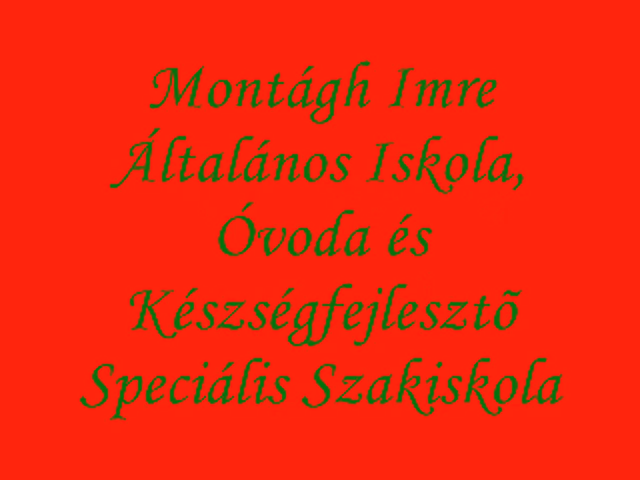 Montágh Imre
Általános Iskola,
Óvoda és
Készségfejlesztõ
Speciális Szakiskola